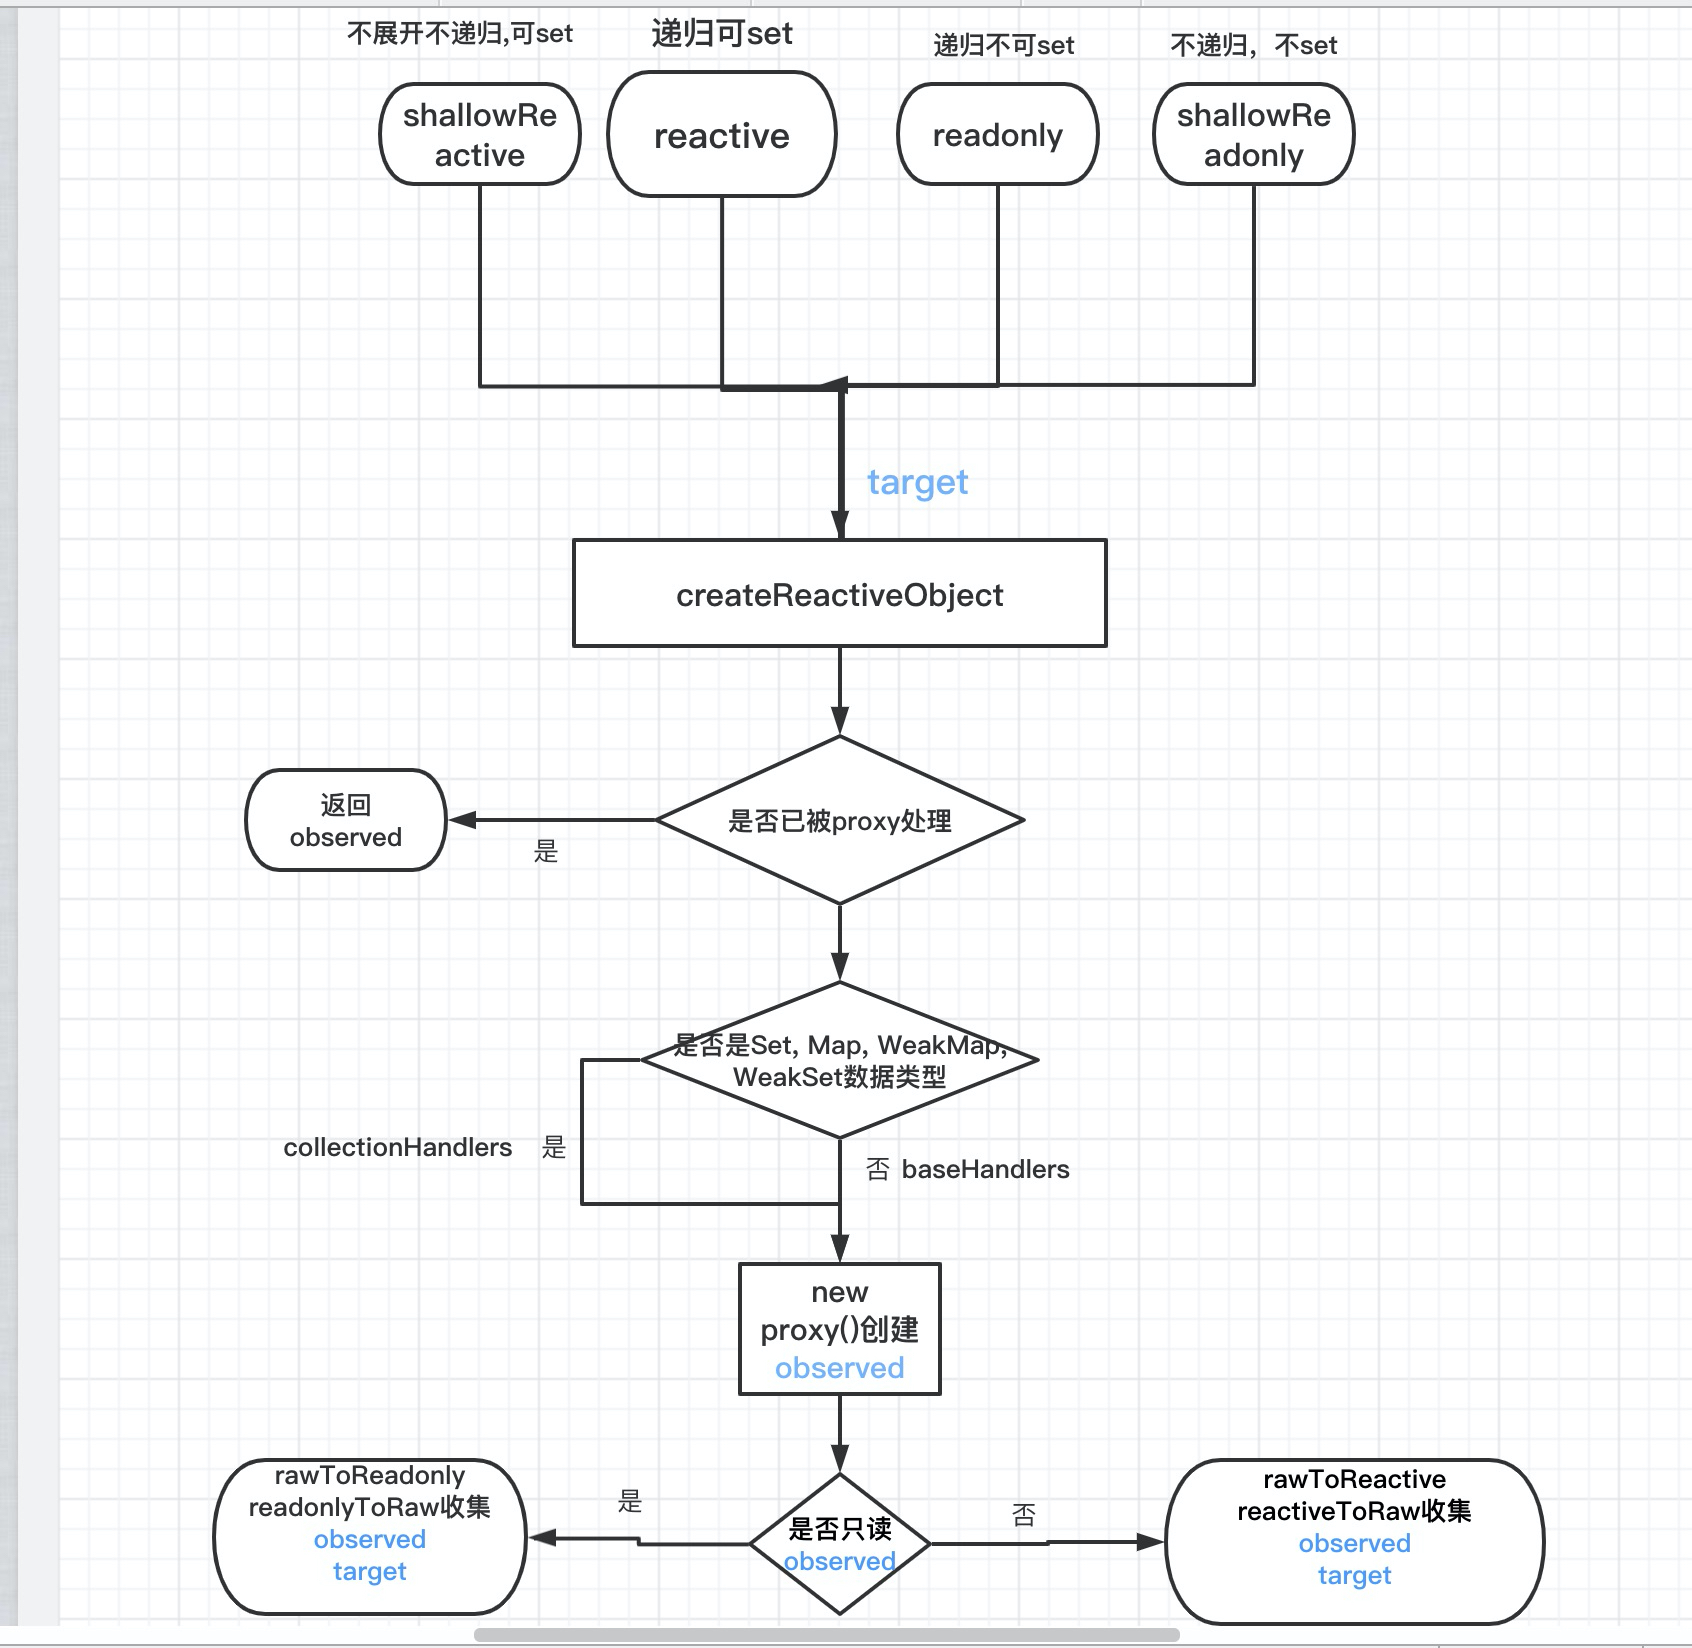 不展开不递归,可set
递归可set
递归不可set
不递归，不set
shallowRe
active
reactive
readonly
shallowRe
adonly
target
createReactiveObject
是否已被proxy处理
返回
observed
是
是否是Set, Map, WeakMap,
WeakSet数据类型
collectionHandlers 是
否 baseHandlers
new
proxy()创建
observed
是否只读
observed
是
rawToReadonly
readonlyToRaw收集
observed
target
否
rawToReactive
reactiveToRaw收集
observed
target